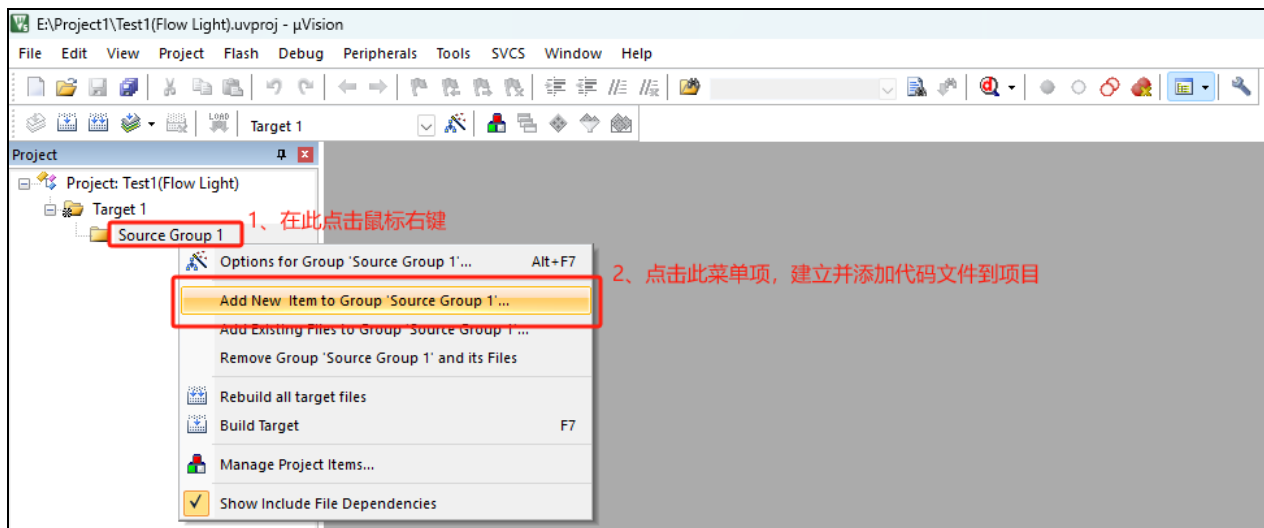 E:\Project1\Test1(Flow Light).uvproj - µVision
File Edit View Project Flash Debug Peripherals Tools SVCS Window Help
LOAD Target 1
Project
Project: Test1(Flow Light)
Target 1
Source Group 1
1、在此点击鼠标右键
Options for Group 'Source Group 1'... Alt+F7
2、点击此菜单项，建立并添加代码文件到项目
Add New Item to Group 'Source Group 1'...
Add Existing Files to Group 'Source Group 1'...
Remove Group 'Source Group 1' and its Files
Rebuild all target files
Build Target F7
Manage Project Items...
Show Include File Dependencies